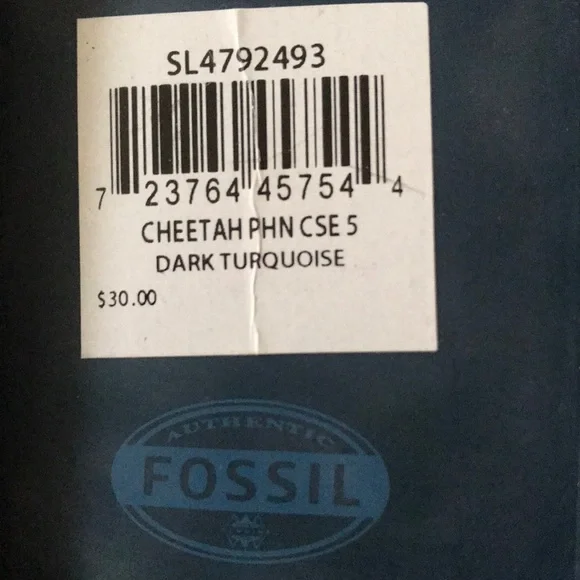 SL4792493
7 23764 45754 4
CHEETAH PHN CSE 5
DARK TURQUOISE
$30.00
AUTHENTIC
FOSSIL